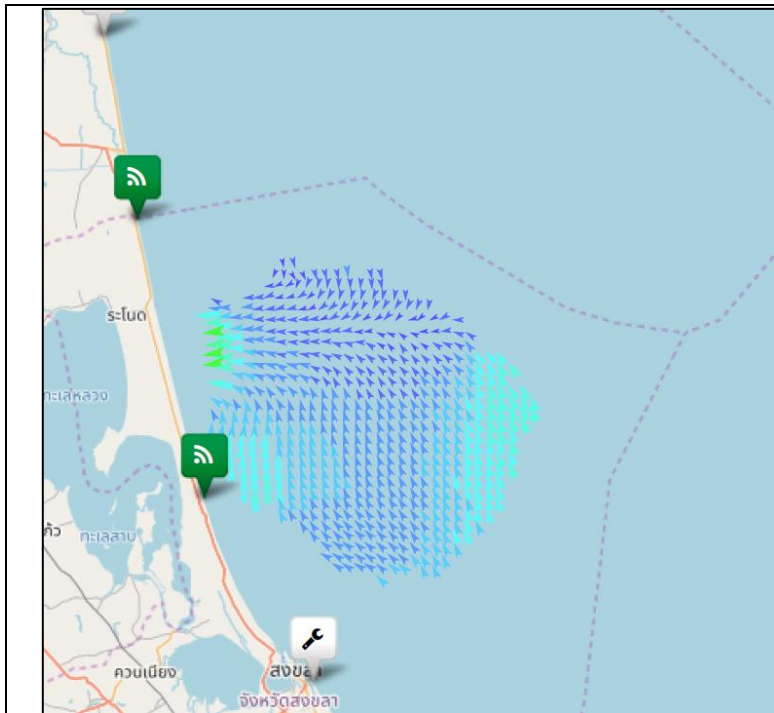 ระโนด
ทะเลหลวง
ทะเลสาบ
ควนเนียง
สงขลา
จังหวัดสงขลา